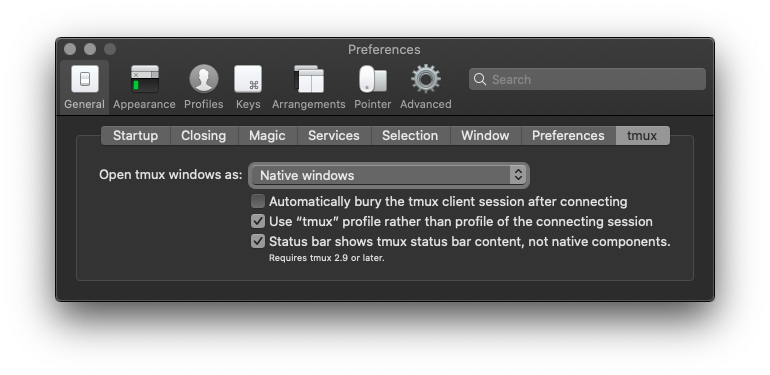 Preferences
General Appearance Profiles Keys Arrangements Pointer Advanced Search
Startup Closing Magic Services Selection Window Preferences tmux
Open tmux windows as: Native windows
Automatically bury the tmux client session after connecting
Use “tmux” profile rather than profile of the connecting session
Status bar shows tmux status bar content, not native components.
Requires tmux 2.9 or later.